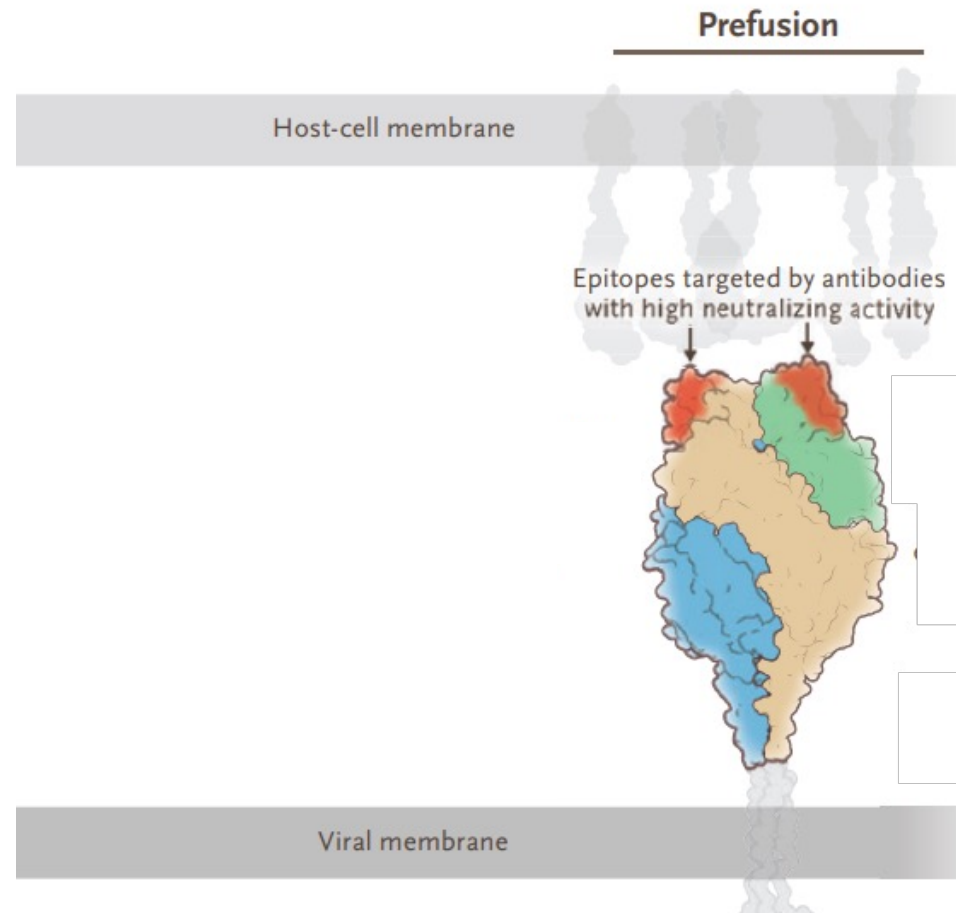 Prefusion
Host-cell membrane
Epitopes targeted by antibodies
with high neutralizing activity
Viral membrane